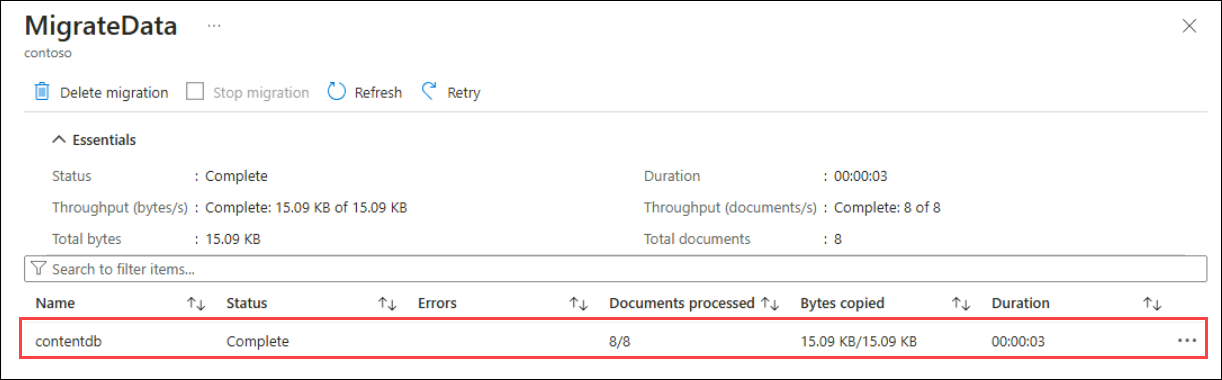 MigrateData ...
contoso
Delete migration Stop migration Refresh Retry
Essentials
Status : Complete Duration : 00:00:03
Throughput (bytes/s) : Complete: 15.09 KB of 15.09 KB Throughput (documents/s) : Complete: 8 of 8
Total bytes : 15.09 KB Total documents : 8
Search to filter items...
Name Status Errors Documents processed Bytes copied Duration
contentdb Complete 8/8 15.09 KB/15.09 KB 00:00:03 ...